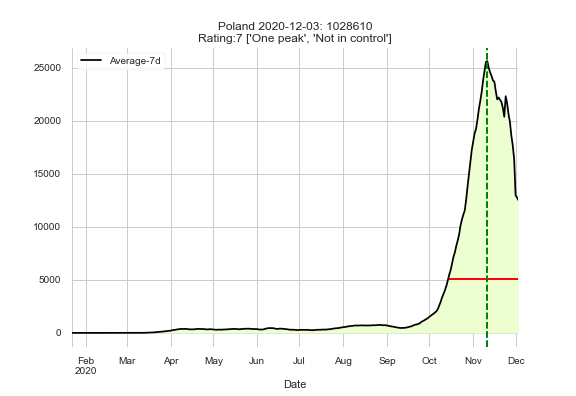 Poland 2020-12-03: 1028610
Rating:7 ['One peak', 'Not in control']
Average-7d
25000
20000
15000
10000
5000
0
Feb Mar Apr May Jun Jul Aug Sep Oct Nov Dec
2020
Date